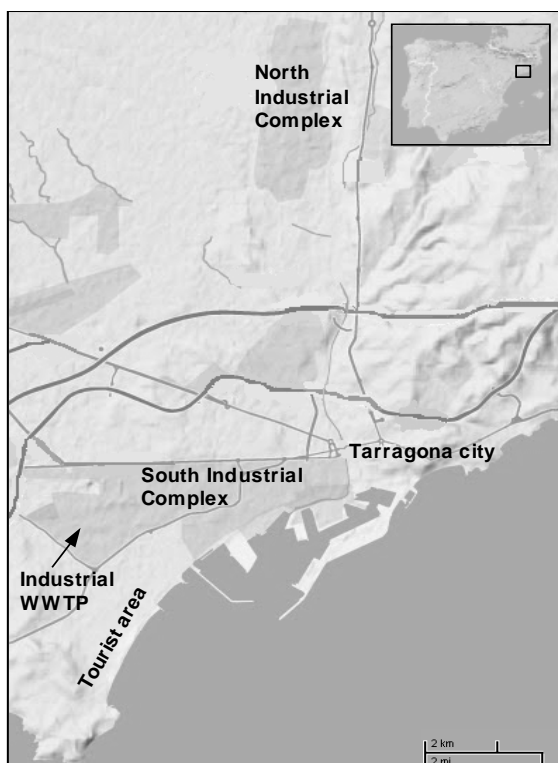 North
Industrial
Complex
Tarragona city
South Industrial
Complex
Industrial
WWTP
Tourist area
2 km
2 mi